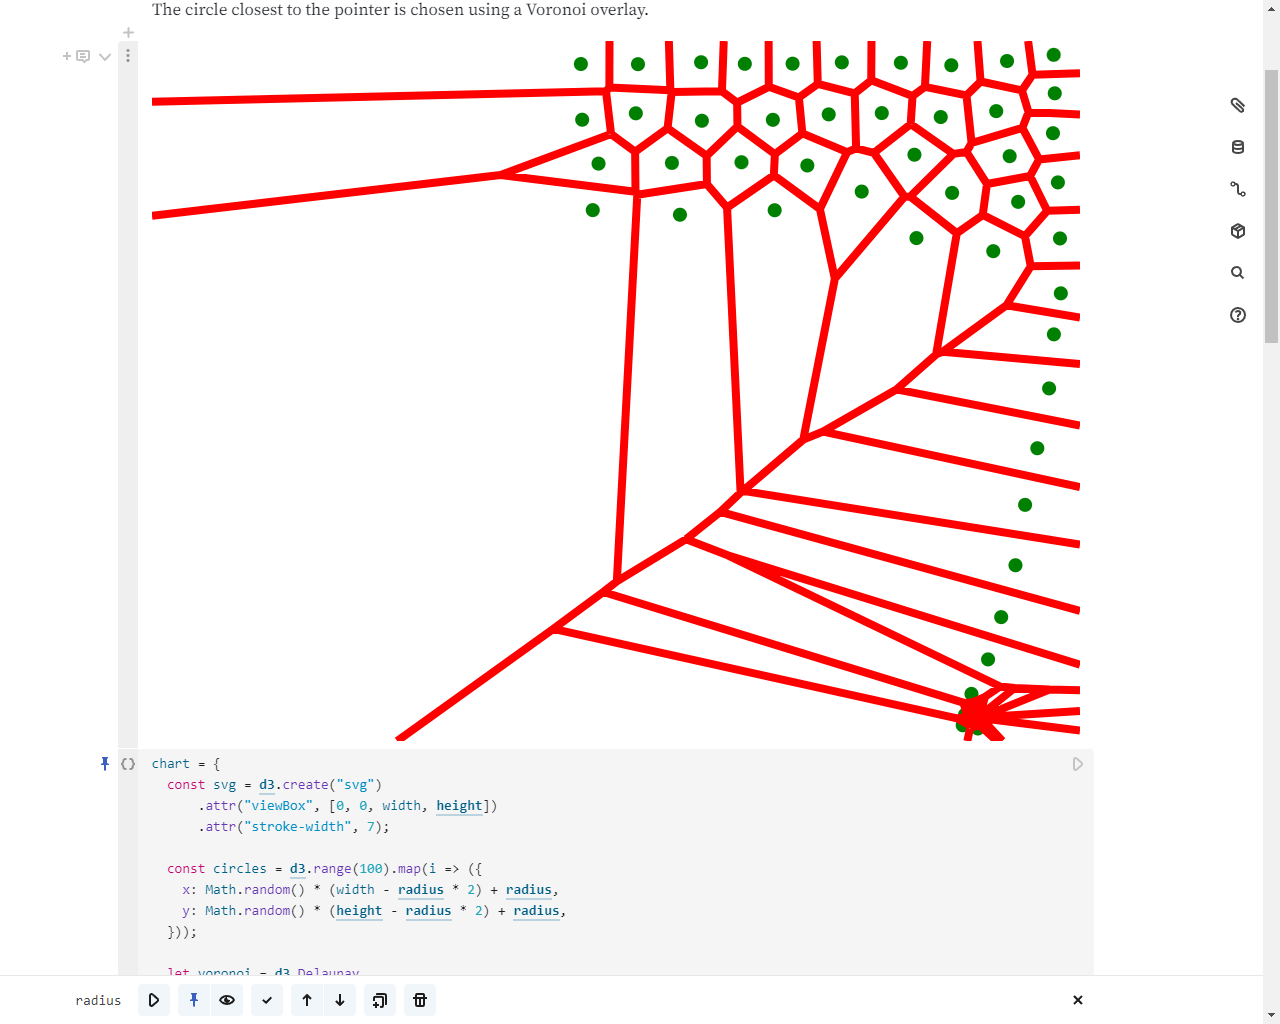 The circle closest to the pointer is chosen using a Voronoi overlay.
chart = {
const svg = d3.create("svg")
.attr("viewBox", [0, 0, width, height])
.attr("stroke-width", 7);
const circles = d3.range(100).map(i => ({
x: Math.random() * (width - radius * 2) + radius,
y: Math.random() * (height - radius * 2) + radius,
}));
let voronoi = d3.Delaunay
radius